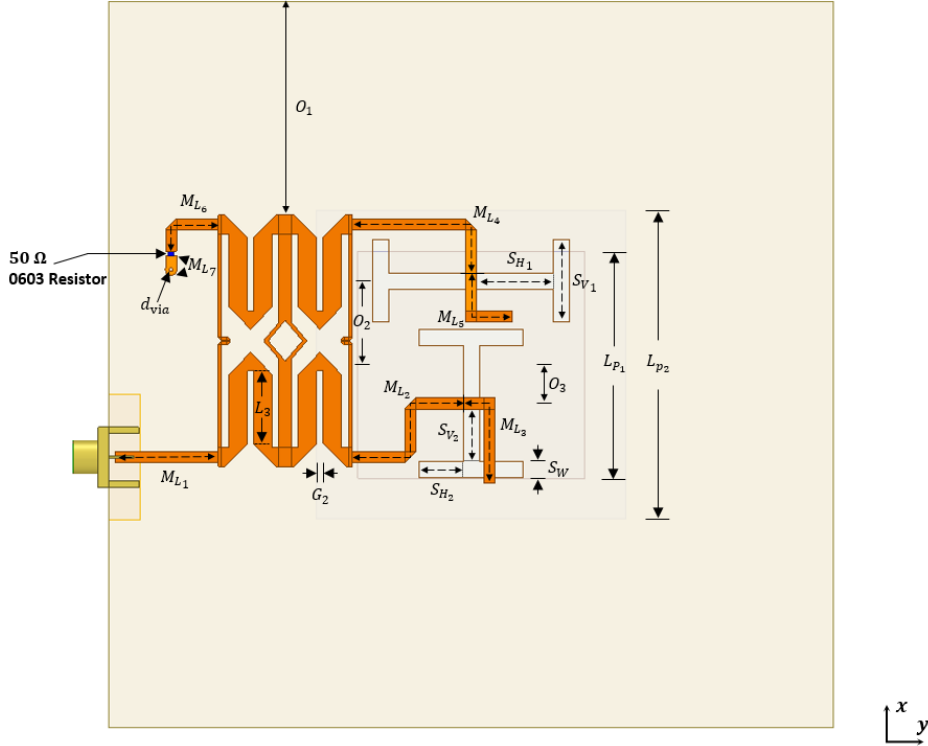 O₁
M_L₆
M_L₄
50 Ω
0603 Resistor
M_L₇
d_via
S_H₁
S_V₁
O₂
M_L₅
L_P₁
L_p₂
M_L₂
O₃
L₃
S_V₂
M_L₃
M_L₁
G₂
S_H₂
S_W
x
y